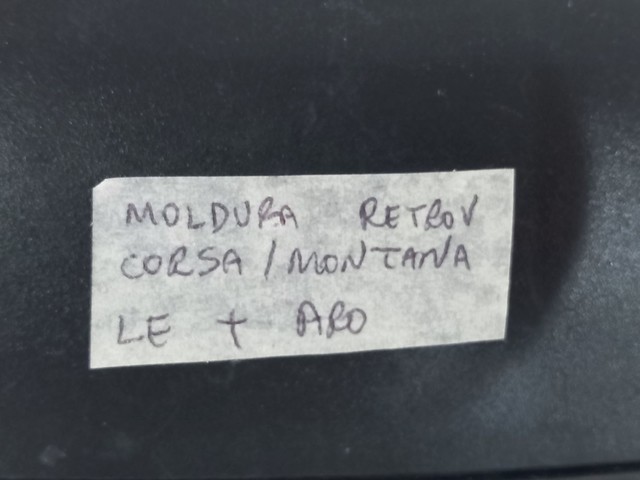 MOLDURA RETROV
CORSA / MONTANA
LE + ARO